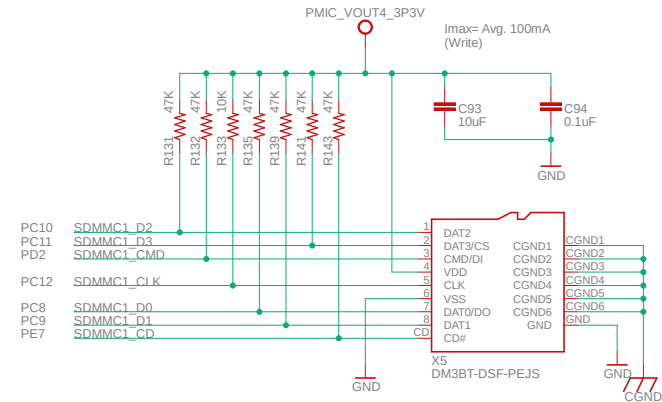 PMIC_VOUT4_3P3V
Imax= Avg. 100mA
(Write)
47K
47K
10K
47K
47K
47K
47K
R131
R132
R133
R135
R139
R141
R143
C93
10uF
C94
0.1uF
GND
PC10 SDMMC1_D2 1 DAT2
PC11 SDMMC1_D3 2 DAT3/CS CGND1 CGND1
PD2 SDMMC1_CMD 3 CMD/DI CGND2 CGND2
4 VDD CGND3 CGND3
PC12 SDMMC1_CLK 5 CLK CGND4 CGND4
6 VSS CGND5 CGND5
PC8 SDMMC1_D0 7 DAT0/DO CGND6 CGND6
PC9 SDMMC1_D1 8 DAT1 GND GND
PE7 SDMMC1_CD CD CD#
X5
DM3BT-DSF-PEJS
GND
GND
CGND